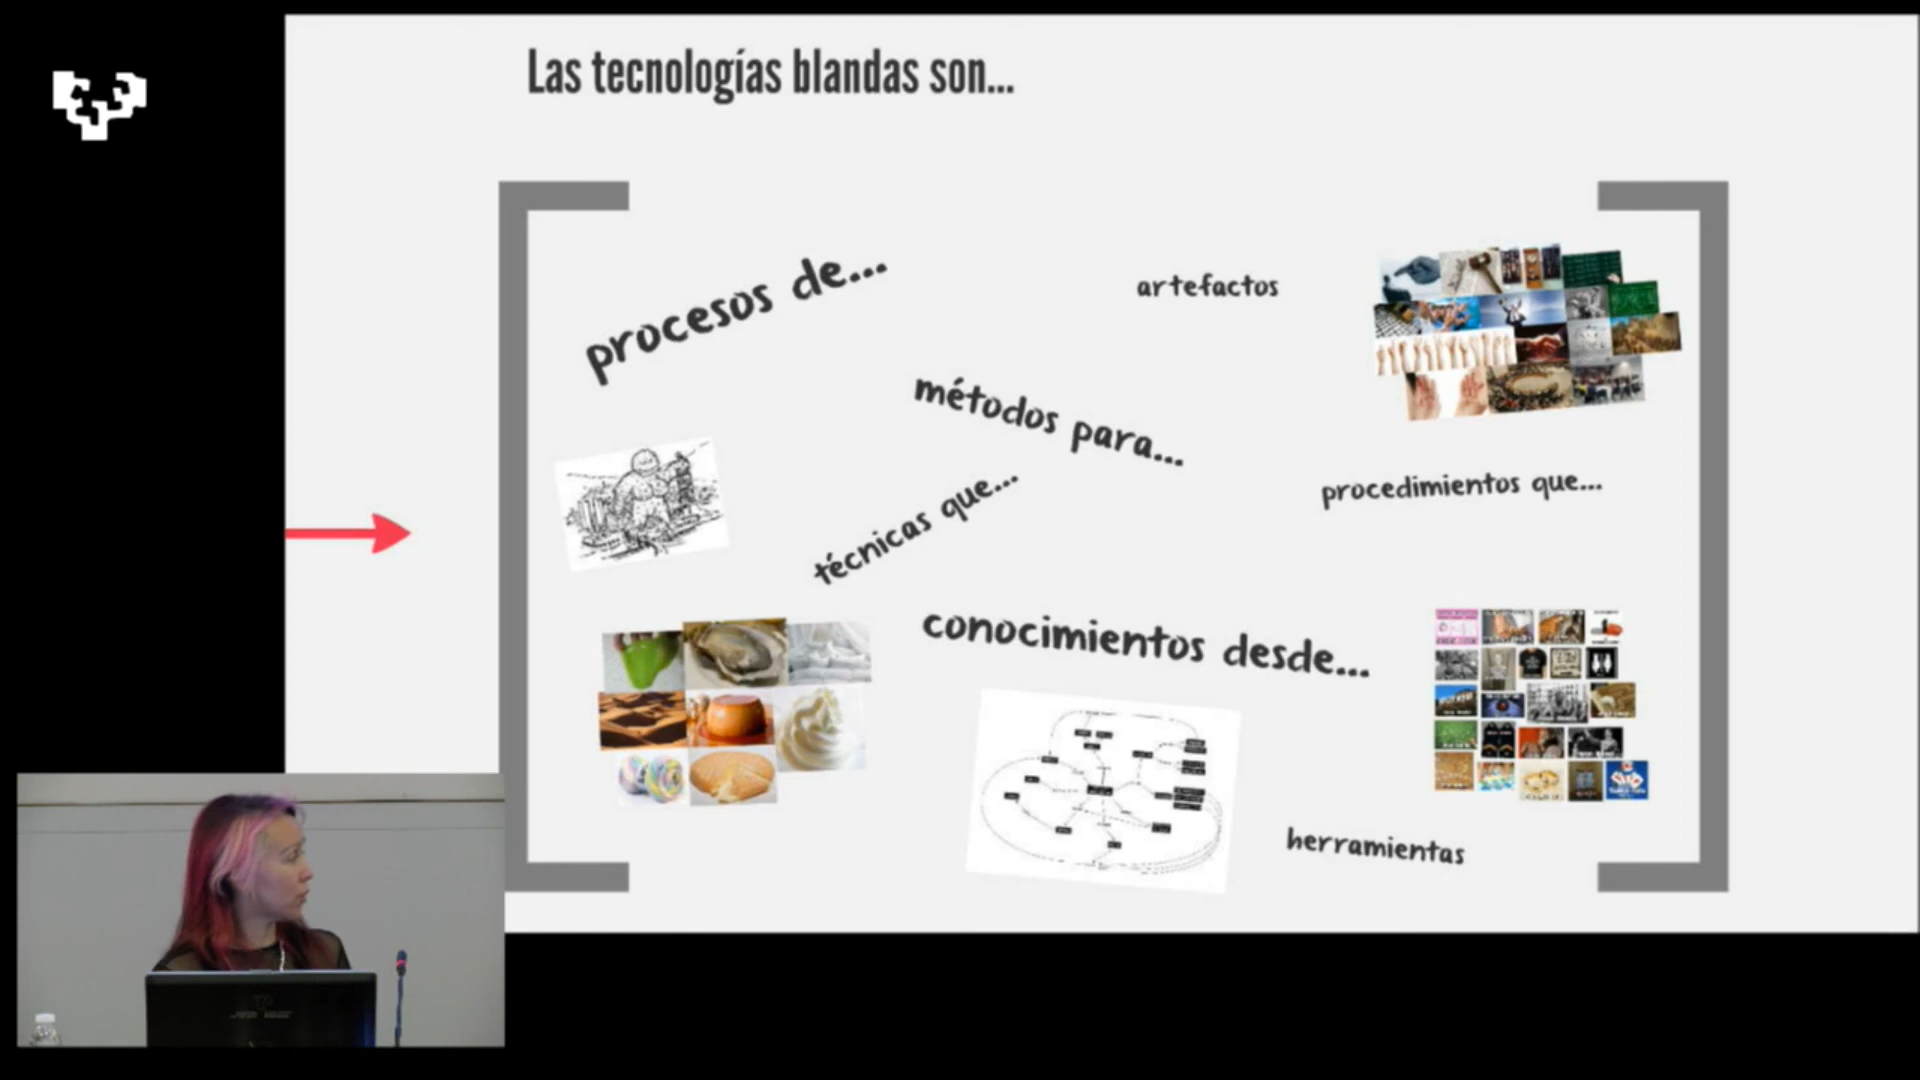 Las tecnologías blandas son...
procesos de...
artefactos
métodos para...
técnicas que...
procedimientos que...
conocimientos desde...
herramientas